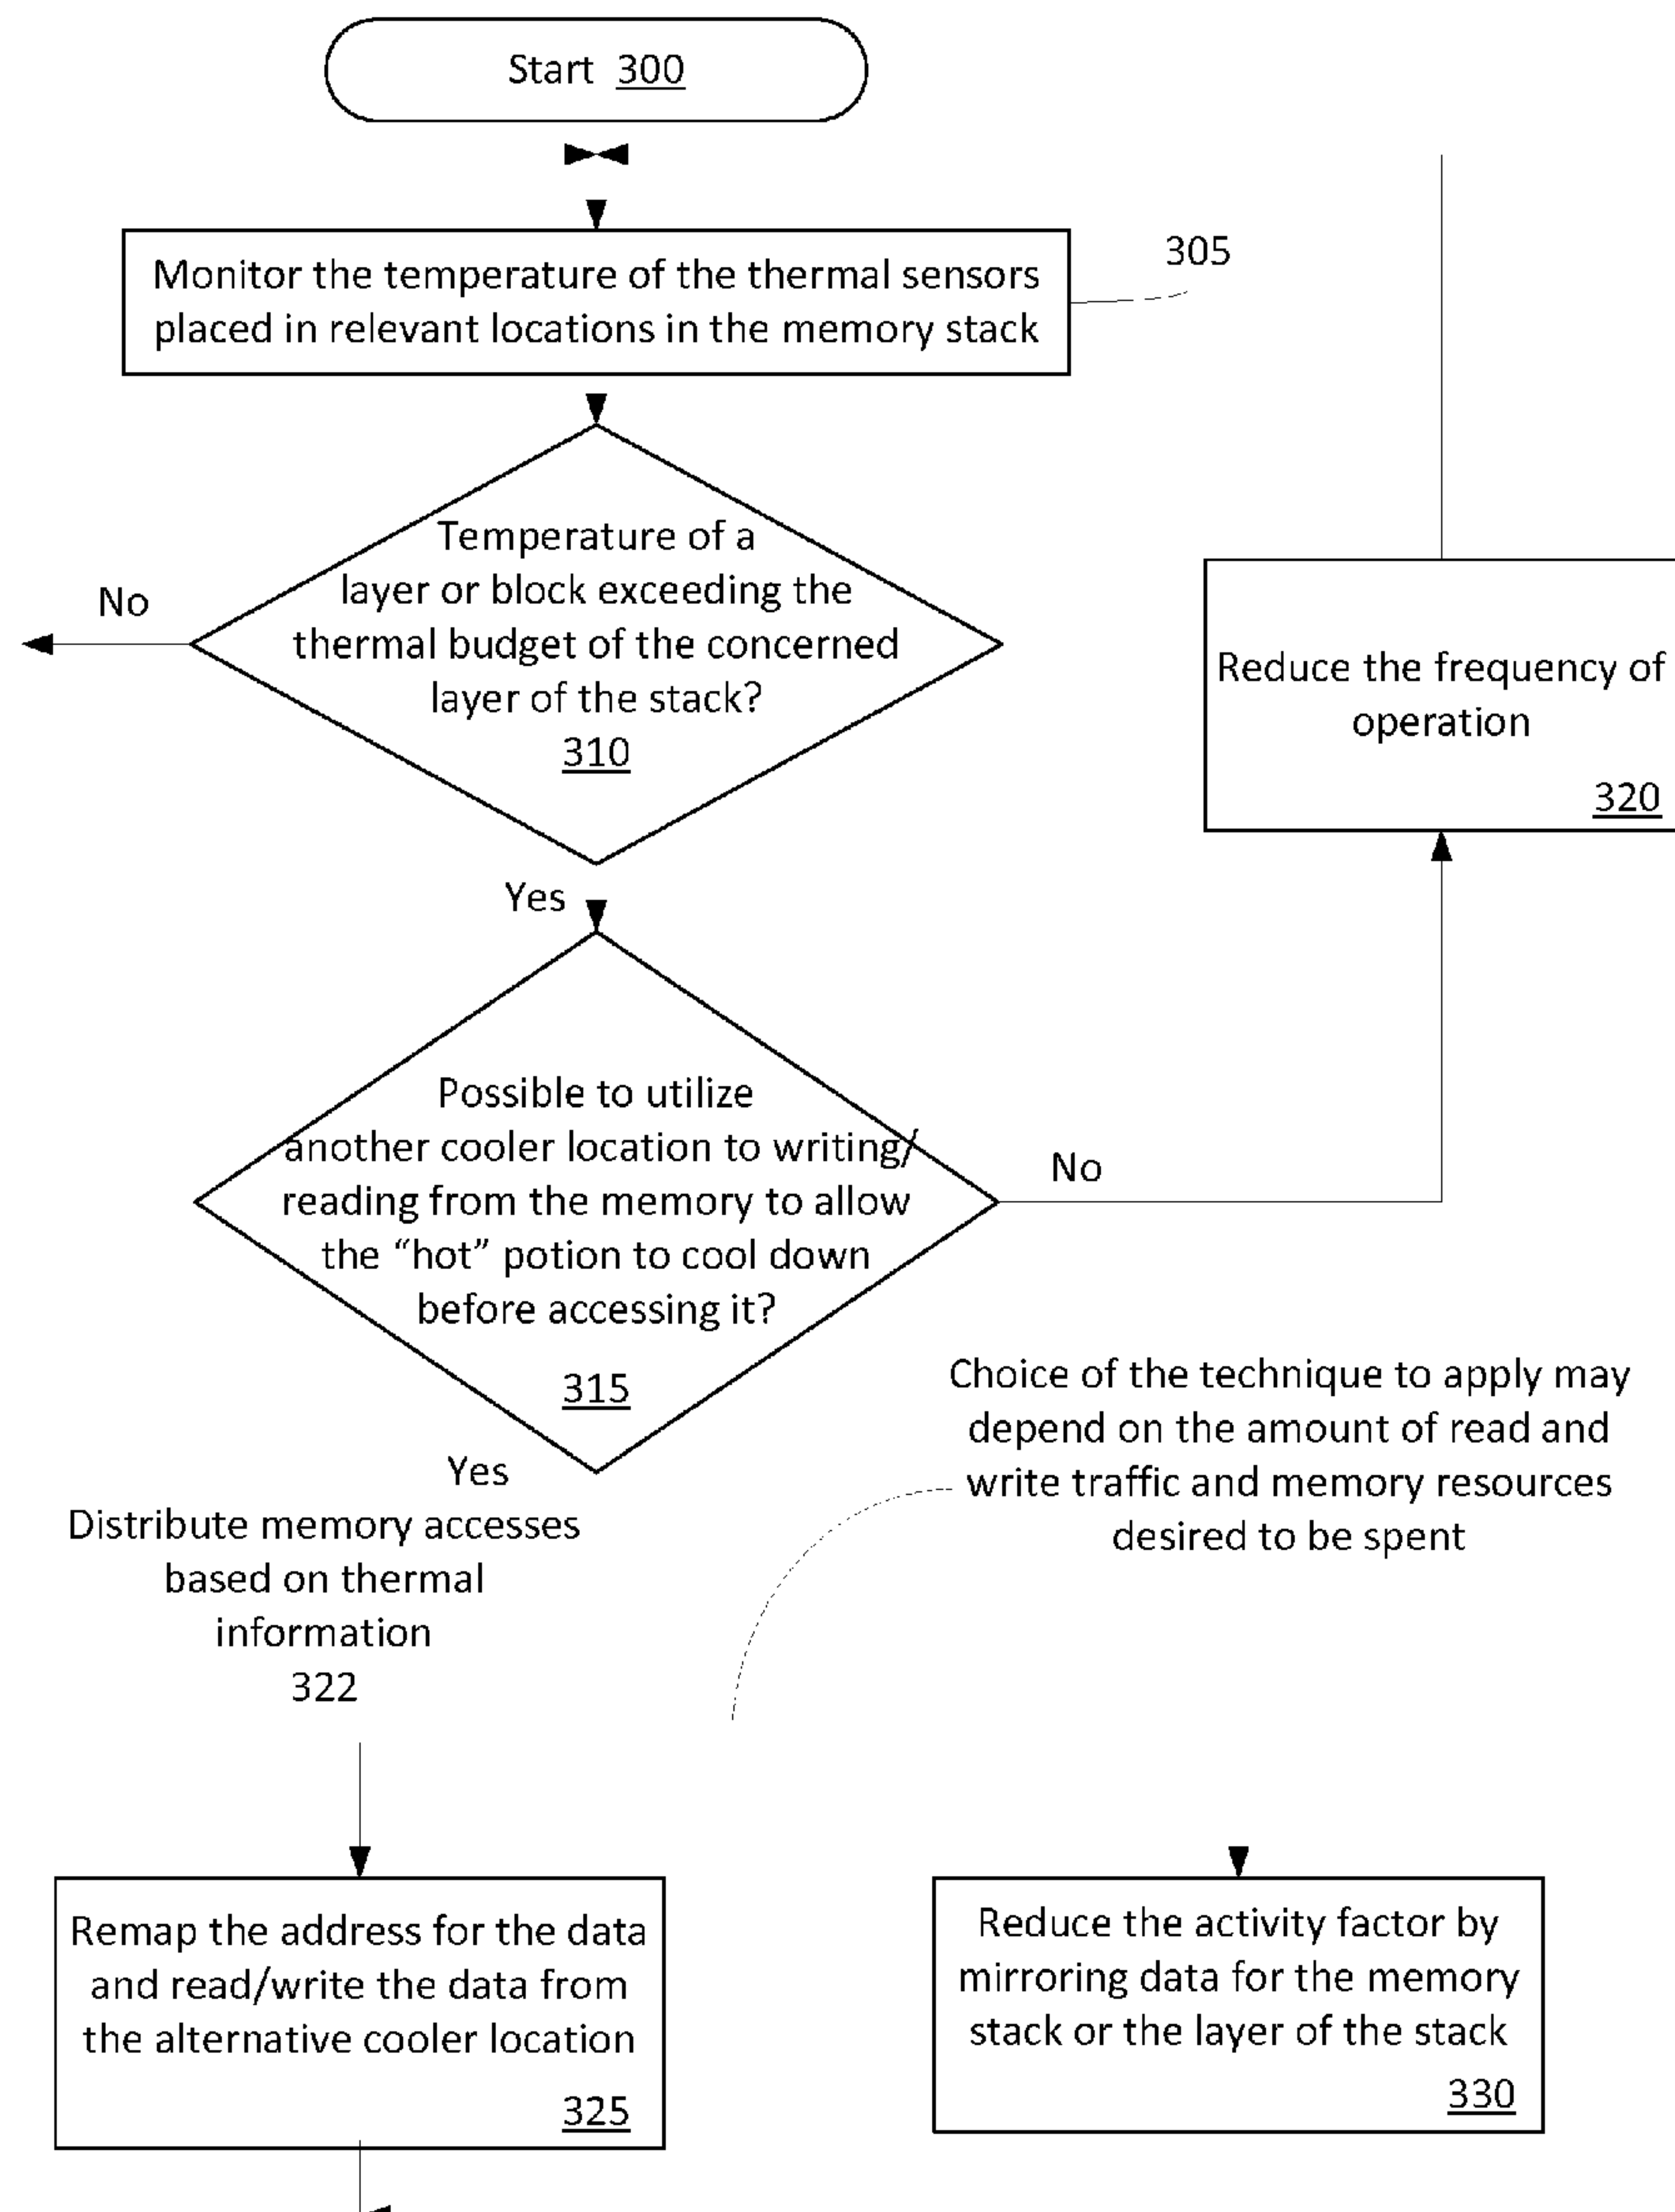 Start 300
Monitor the temperature of the thermal sensors
placed in relevant locations in the memory stack
305
Temperature of a
layer or block exceeding the
thermal budget of the concerned
layer of the stack?
310
No
Reduce the frequency of
operation
320
Yes
Possible to utilize
another cooler location to writing/
reading from the memory to allow
the “hot” potion to cool down
before accessing it?
315
No
Yes
Choice of the technique to apply may
depend on the amount of read and
write traffic and memory resources
desired to be spent
Distribute memory accesses
based on thermal
information
322
Remap the address for the data
and read/write the data from
the alternative cooler location
325
Reduce the activity factor by
mirroring data for the memory
stack or the layer of the stack
330